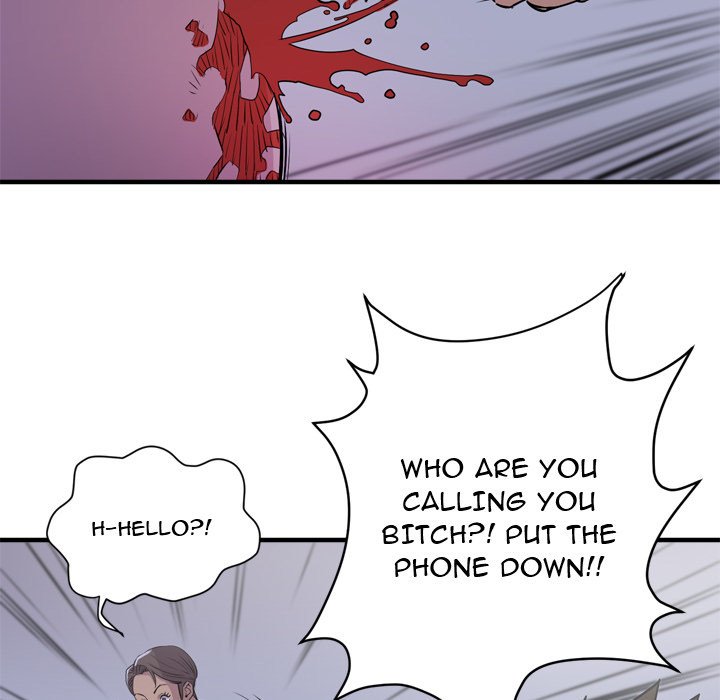 H-HELLO?!
WHO ARE YOU
CALLING YOU
BITCH?! PUT THE
PHONE DOWN!!